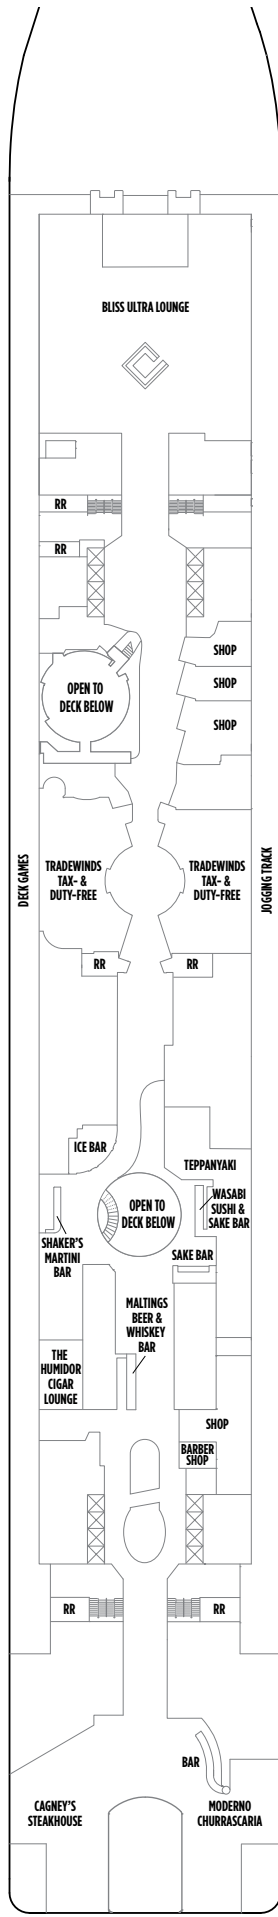 BLISS ULTRA LOUNGE
RR
RR
SHOP
SHOP
SHOP
OPEN TO
DECK BELOW
DECK GAMES
TRADEWINDS
TAX- &
DUTY-FREE
TRADEWINDS
TAX- &
DUTY-FREE
JOGGING TRACK
RR
RR
ICE BAR
TEPPANYAKI
OPEN TO
DECK BELOW
WASABI
SUSHI &
SAKE BAR
SHAKER'S
MARTINI
BAR
SAKE BAR
MALTINGS
BEER &
WHISKEY
BAR
THE
HUMIDOR
CIGAR
LOUNGE
SHOP
BARBER
SHOP
RR
RR
BAR
CAGNEY'S
STEAKHOUSE
MODERNO
CHURRASCARIA